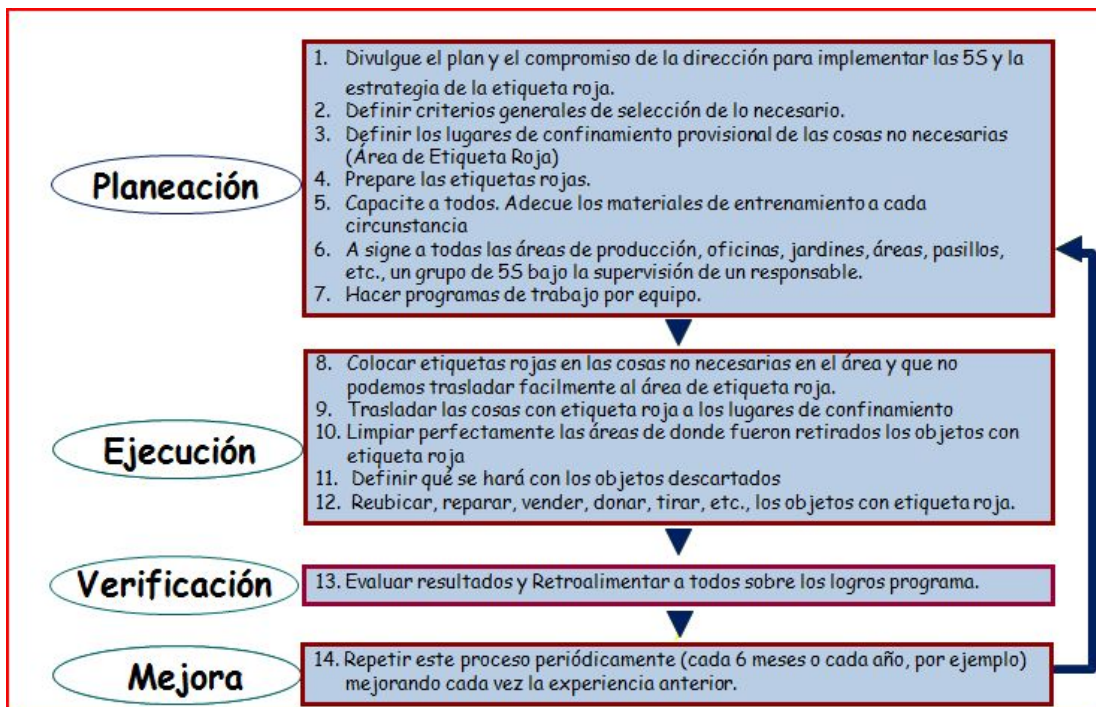 Planeación
1. Divulgue el plan y el compromiso de la dirección para implementar las 5S y la
estrategia de la etiqueta roja.
2. Definir criterios generales de selección de lo necesario.
3. Definir los lugares de confinamiento provisional de las cosas no necesarias
(Área de Etiqueta Roja)
4. Prepare las etiquetas rojas.
5. Capacite a todos. Adecue los materiales de entrenamiento a cada
circunstancia
6. A signe a todas las áreas de producción, oficinas, jardines, áreas, pasillos,
etc., un grupo de 5S bajo la supervisión de un responsable.
7. Hacer programas de trabajo por equipo.
Ejecución
8. Colocar etiquetas rojas en las cosas no necesarias en el área y que no
podemos trasladar facilmente al área de etiqueta roja.
9. Trasladar las cosas con etiqueta roja a los lugares de confinamiento
10. Limpiar perfectamente las áreas de donde fueron retirados los objetos con
etiqueta roja
11. Definir qué se hará con los objetos descartados
12. Reubicar, reparar, vender, donar, tirar, etc., los objetos con etiqueta roja.
Verificación
13. Evaluar resultados y Retroalimentar a todos sobre los logros programa.
Mejora
14. Repetir este proceso periódicamente (cada 6 meses o cada año, por ejemplo)
mejorando cada vez la experiencia anterior.